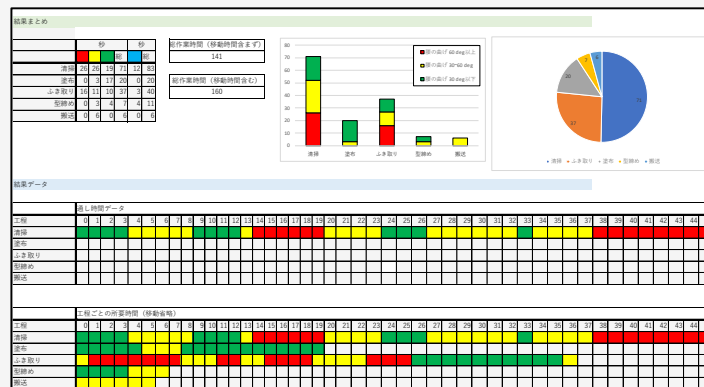 結果まとめ
秒 秒
総 総
清掃 26 26 19 71 12 83
塗布 0 3 17 20 0 20
ふき取り 16 11 10 37 3 40
型締め 0 3 4 7 4 11
搬送 0 6 0 6 0 6
総作業時間（移動時間含まず）
141
総作業時間（移動時間含む）
160
80
70
60
50
40
30
20
10
0
清掃 塗布 ふき取り 型締め 搬送
腰の曲げ 60 deg以上
腰の曲げ 30~60 deg
腰の曲げ 30 deg以下
71
37
20
7
6
清掃 ふき取り 塗布 型締め 搬送
結果データ
通し時間データ
工程 0 1 2 3 4 5 6 7 8 9 10 11 12 13 14 15 16 17 18 19 20 21 22 23 24 25 26 27 28 29 30 31 32 33 34 35 36 37 38 39 40 41 42 43 44
清掃
塗布
ふき取り
型締め
搬送
工程ごとの所要時間（移動省略）
工程 0 1 2 3 4 5 6 7 8 9 10 11 12 13 14 15 16 17 18 19 20 21 22 23 24 25 26 27 28 29 30 31 32 33 34 35 36 37 38 39 40 41 42 43 44
清掃
塗布
ふき取り
型締め
搬送